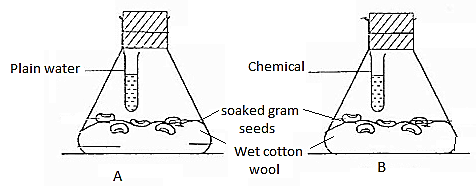 Plain water
Chemical
soaked gram
seeds
Wet cotton
wool
A
B